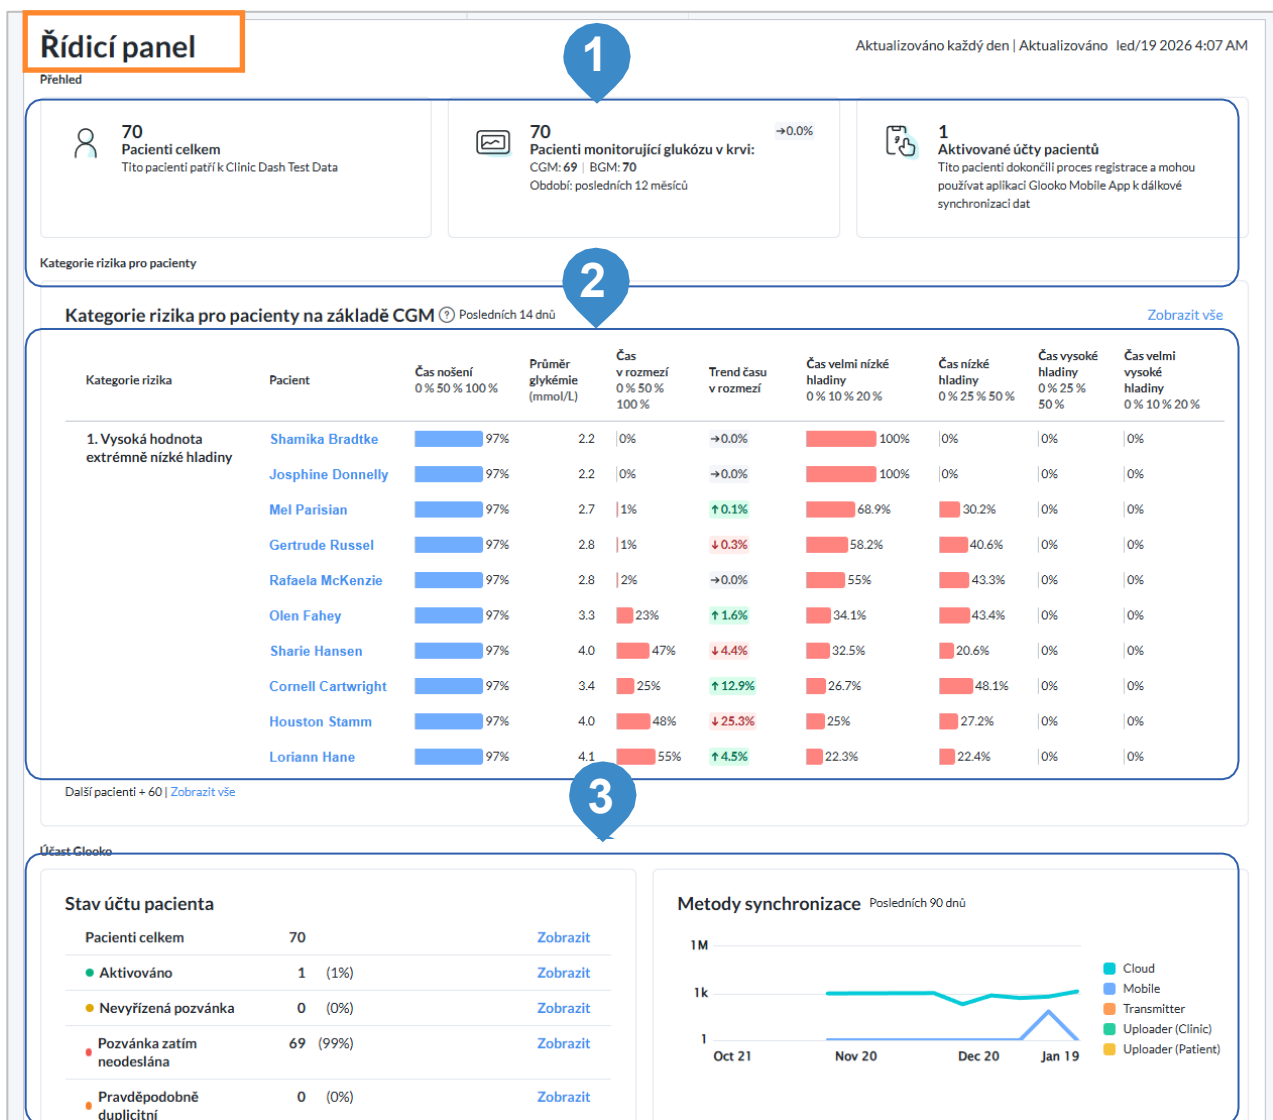 Řídicí panel
1
Aktualizováno každý den | Aktualizováno led/19 2026 4:07 AM
Přehled
70
Pacienti celkem
Tito pacienti patří k Clinic Dash Test Data
70
→0.0%
Pacienti monitorující glukózu v krvi:
CGM: 69 | BGM: 70
Období: posledních 12 měsíců
1
Aktivované účty pacientů
Tito pacienti dokončili proces registrace a mohou
používat aplikaci Glooko Mobile App k dálkové
synchronizaci dat
Kategorie rizika pro pacienty
2
Kategorie rizika pro pacienty na základě CGM ? Posledních 14 dnů
Zobrazit vše
Kategorie rizika
Pacient
Čas nošení
0 % 50 % 100 %
Průměr
glykémie
(mmol/L)
Čas
v rozmezí
0 % 50 %
100 %
Trend času
v rozmezí
Čas velmi nízké
hladiny
0 % 10 % 20 %
Čas nízké
hladiny
0 % 25 % 50 %
Čas vysoké
hladiny
0 % 25 %
50 %
Čas velmi
vysoké
hladiny
0 % 10 % 20 %
1. Vysoká hodnota
extrémně nízké hladiny
Shamika Bradtke 97% 2.2 0% →0.0% 100% 0% 0% 0%
Josphine Donnelly 97% 2.2 0% →0.0% 100% 0% 0% 0%
Mel Parisian 97% 2.7 1% ↑0.1% 68.9% 30.2% 0% 0%
Gertrude Russel 97% 2.8 1% ↓0.3% 58.2% 40.6% 0% 0%
Rafaela McKenzie 97% 2.8 2% →0.0% 55% 43.3% 0% 0%
Olen Fahey 97% 3.3 23% ↑1.6% 34.1% 43.4% 0% 0%
Sharie Hansen 97% 4.0 47% ↓4.4% 32.5% 20.6% 0% 0%
Cornell Cartwright 97% 3.4 25% ↑12.9% 26.7% 48.1% 0% 0%
Houston Stamm 97% 4.0 48% ↓25.3% 25% 27.2% 0% 0%
Loriann Hane 97% 4.1 55% ↑4.5% 22.3% 22.4% 0% 0%
3
Další pacienti + 60 | Zobrazit vše
Účast Glooko
Stav účtu pacienta
Pacienti celkem 70 Zobrazit
Aktivováno 1 (1%) Zobrazit
Nevyřízená pozvánka 0 (0%) Zobrazit
Pozvánka zatím
neodeslána
69 (99%) Zobrazit
Pravděpodobně
duplicitní
0 (0%) Zobrazit
Metody synchronizace Posledních 90 dnů
1M
1k
1
Oct 21 Nov 20 Dec 20 Jan 19
Cloud
Mobile
Transmitter
Uploader (Clinic)
Uploader (Patient)